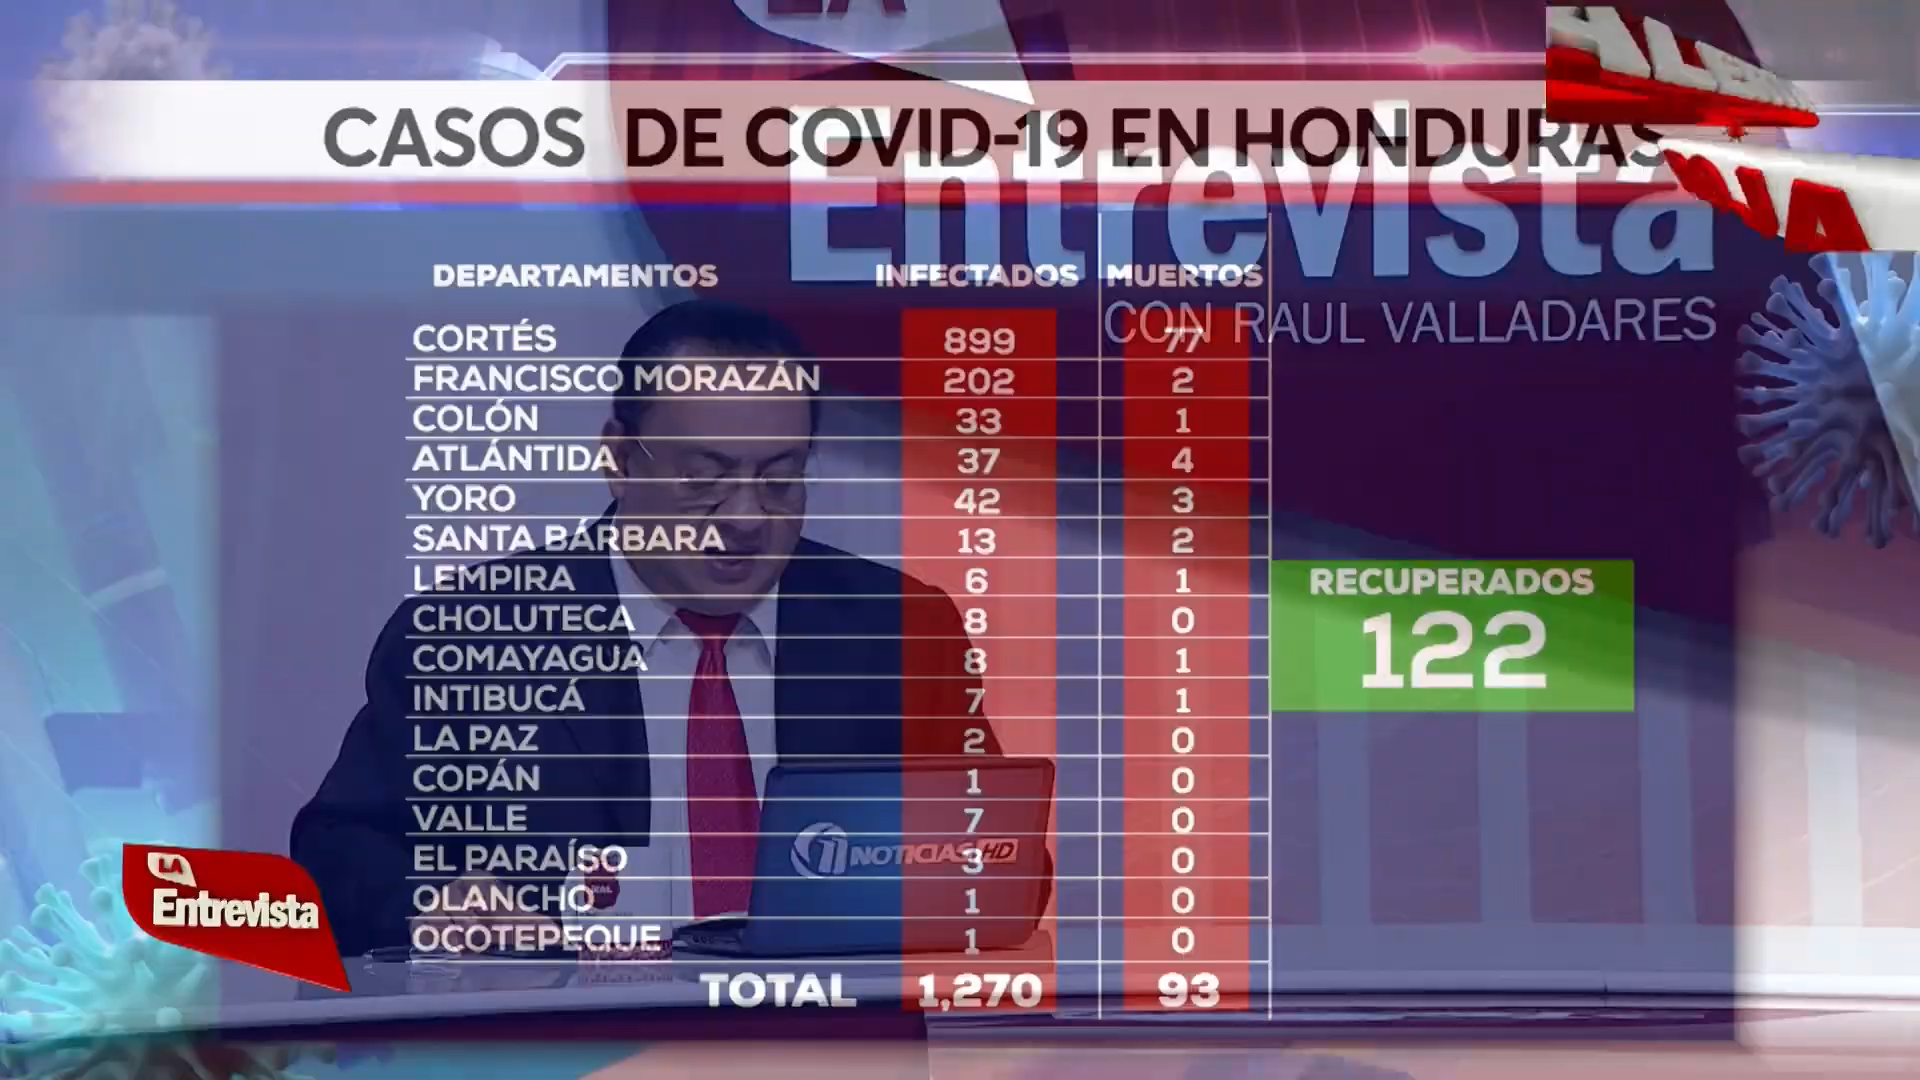 LA
CASOS DE COVID-19 EN HONDURAS
Entrevista
CON RAUL VALLADARES
DEPARTAMENTOS INFECTADOS MUERTOS
CORTÉS 899 77
FRANCISCO MORAZÁN 202 2
COLÓN 33 1
ATLÁNTIDA 37 4
YORO 42 3
SANTA BÁRBARA 13 2
LEMPIRA 6 1
CHOLUTECA 8 0
COMAYAGUA 8 1
INTIBUCÁ 7 1
LA PAZ 2 0
COPÁN 1 0
VALLE 7 0
EL PARAÍSO 3 0
OLANCHO 1 0
OCOTEPEQUE 1 0
TOTAL 1,270 93
RECUPERADOS
122
11 NOTICIAS HD
LA
Entrevista